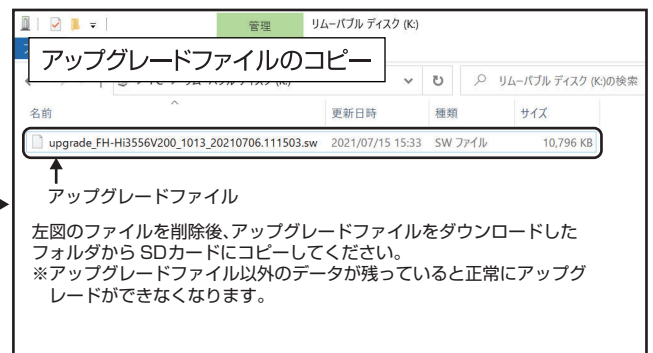 管理
リムーバブル ディスク (K:)
アップグレードファイルのコピー
リムーバブル ディスク (K:)の検索
名前
更新日時
種類
サイズ
upgrade_FH-Hi3556V200_1013_20210706.111503.sw
2021/07/15 15:33
SW ファイル
10,796 KB
アップグレードファイル
左図のファイルを削除後、アップグレードファイルをダウンロードした
フォルダから SDカードにコピーしてください。
※アップグレードファイル以外のデータが残っていると正常にアップグ
レードができなくなります。